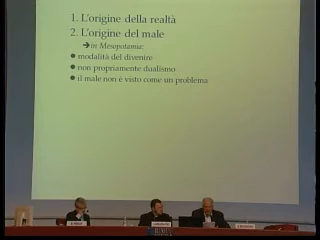 1. L'origine della realtà
2. L'origine del male
➔in Mesopotamia:
● modalità del divenire
● non propriamente dualismo
● il male non è visto come un problema